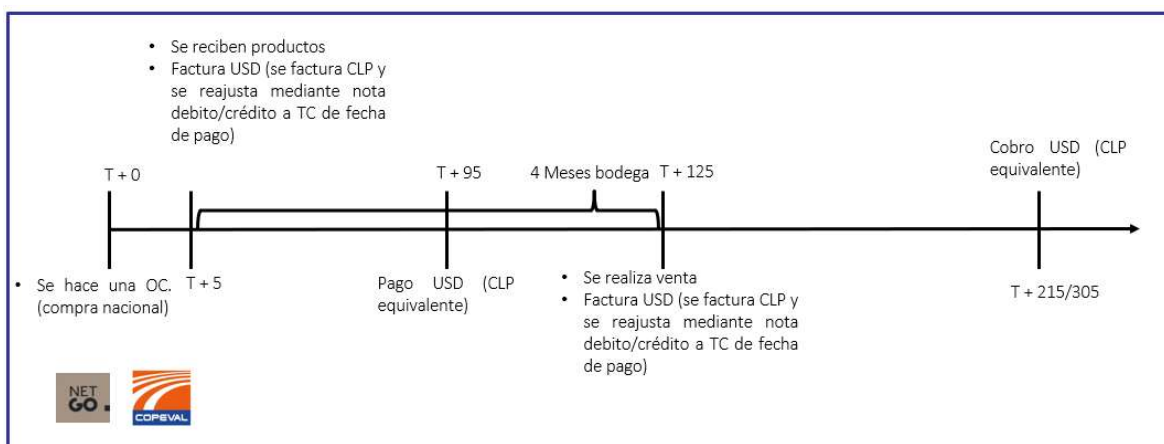 • Se reciben productos
• Factura USD (se factura CLP y
se reajusta mediante nota
debito/crédito a TC de fecha
de pago)
Cobro USD (CLP
equivalente)
T + 0
T + 95
4 Meses bodega
T + 125
• Se hace una OC.
(compra nacional)
T + 5
Pago USD (CLP
equivalente)
• Se realiza venta
• Factura USD (se factura CLP y
se reajusta mediante nota
debito/crédito a TC de fecha
de pago)
T + 215/305
NET
GO.
COPEVAL